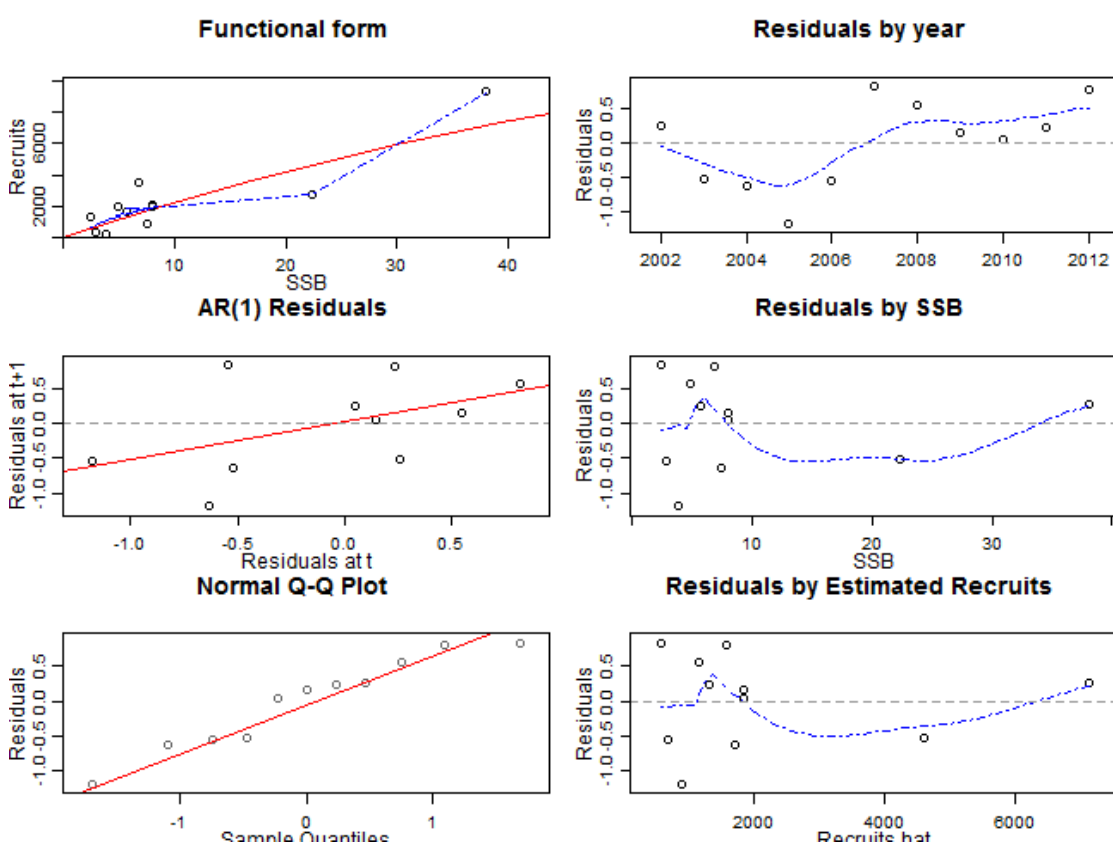 Functional form
Recruits
2000 6000
10 20 30 40
SSB
Residuals by year
Residuals
-1.0 -0.5 0.0 0.5
2002 2004 2006 2008 2010 2012
AR(1) Residuals
Residuals at t+1
-1.0 -0.5 0.0 0.5
-1.0 -0.5 0.0 0.5
Residuals at t
Residuals by SSB
Residuals
-1.0 -0.5 0.0 0.5
10 20 30
SSB
Normal Q-Q Plot
Residuals
-1.0 -0.5 0.0 0.5
-1 0 1
Sample Quantiles
Residuals by Estimated Recruits
Residuals
-1.0 -0.5 0.0 0.5
2000 4000 6000
Recruits hat